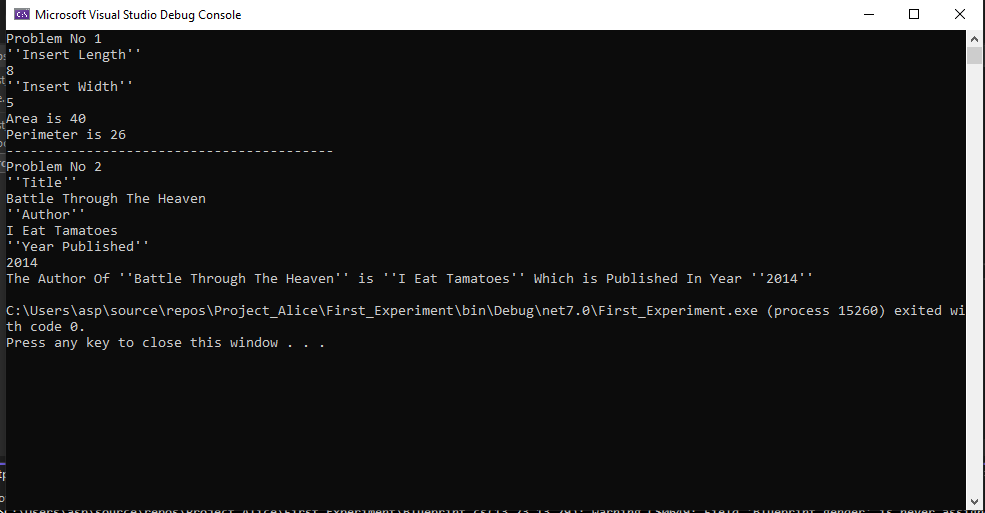 Microsoft Visual Studio Debug Console
Problem No 1
''Insert Length''
8
''Insert Width''
5
Area is 40
Perimeter is 26
-----------------------------------------
Problem No 2
''Title''
Battle Through The Heaven
''Author''
I Eat Tamatoes
''Year Published''
2014
The Author Of ''Battle Through The Heaven'' is ''I Eat Tamatoes'' Which is Published In Year ''2014''
C:\Users\asp\source\repos\Project_Alice\First_Experiment\bin\Debug\net7.0\First_Experiment.exe (process 15260) exited wi
th code 0.
Press any key to close this window . . .